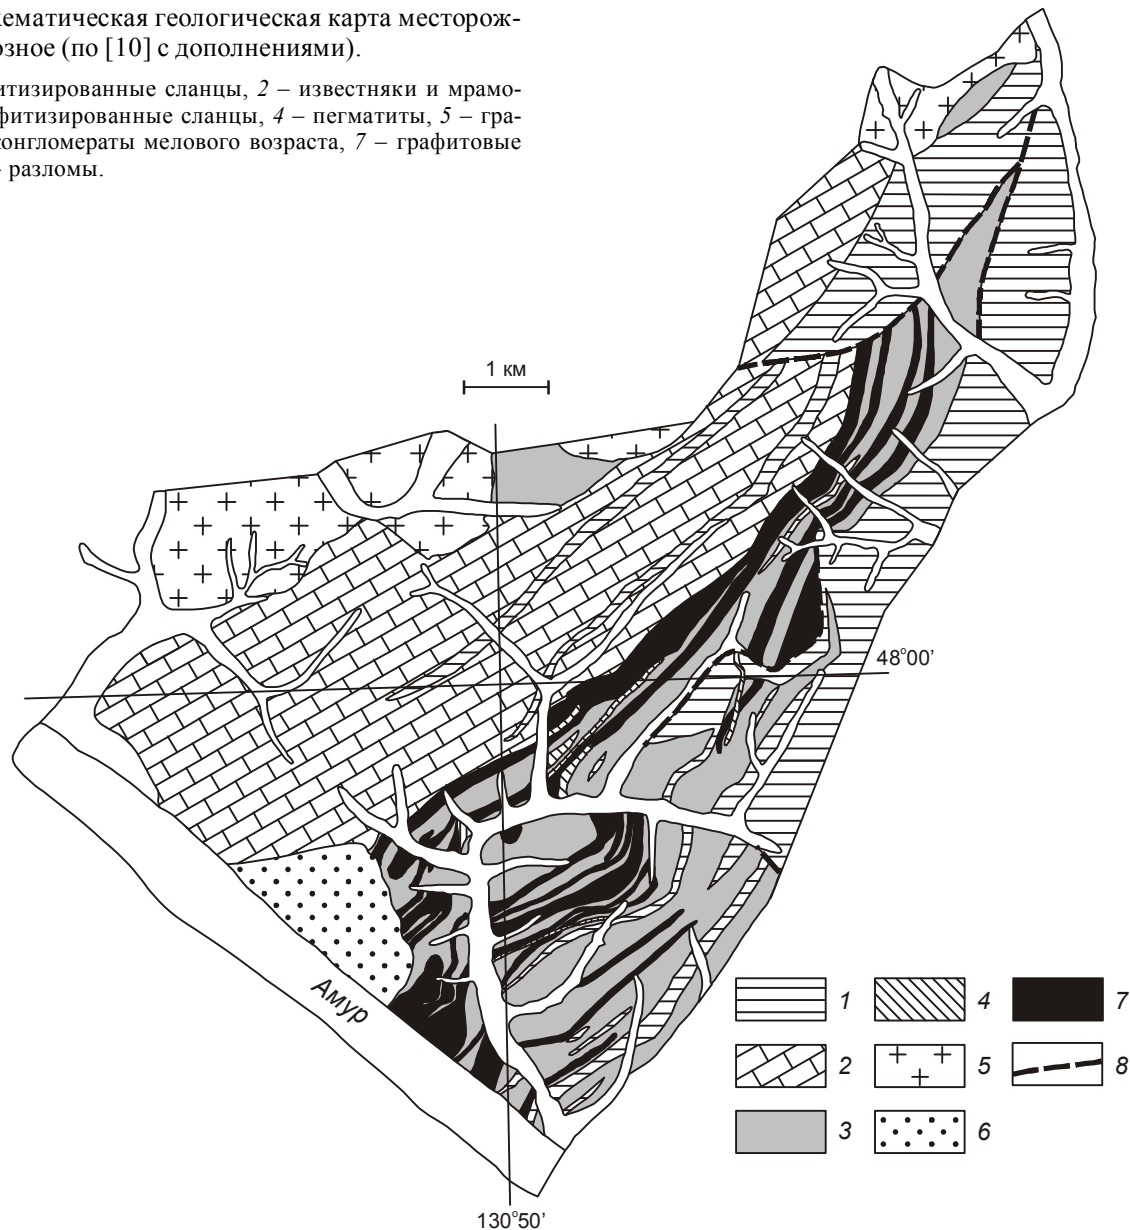 кематическая геологическая карта месторож-
озное (по [10] с дополнениями).
итизированные сланцы, 2 – известняки и мрамо-
фитизированные сланцы, 4 – пегматиты, 5 – гра-
онгломераты мелового возраста, 7 – графитовые
– разломы.
1 км
48°00'
Амур
1
4
7
2
5
8
3
6
130°50'